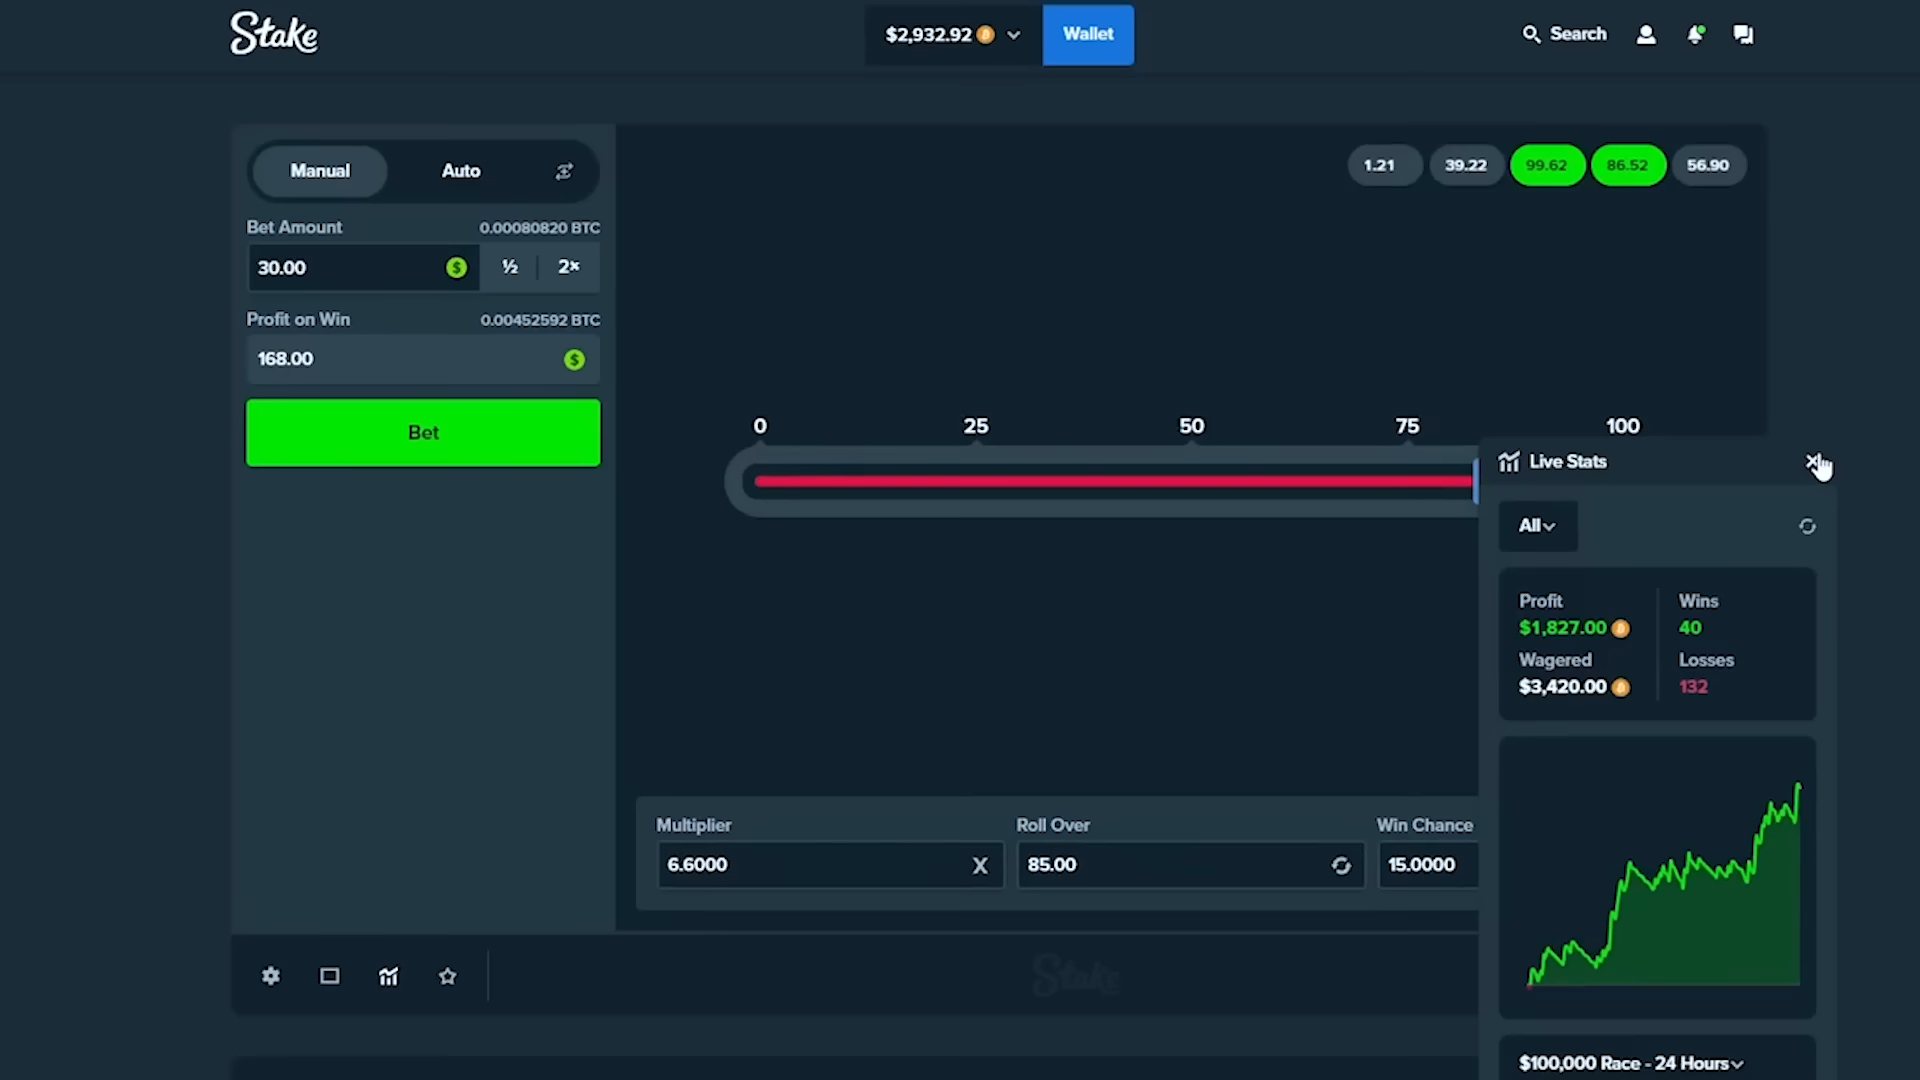 Stake
$2,932.92
Wallet
Search
Manual
Auto
1.21
39.22
99.62
86.52
56.90
Bet Amount
0.00080820 BTC
30.00
½
2×
Profit on Win
0.00452592 BTC
168.00
Bet
0
25
50
75
100
Live Stats
All
Profit
$1,827.00
Wins
40
Wagered
$3,420.00
Losses
132
Multiplier
6.6000
Roll Over
85.00
Win Chance
15.0000
Stake
$100,000 Race - 24 Hours